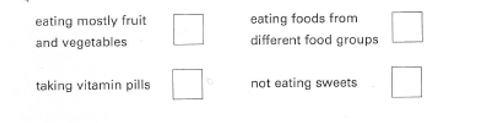 eating mostly fruit
and vegetables
eating foods from
different food groups
taking vitamin pills
not eating sweets